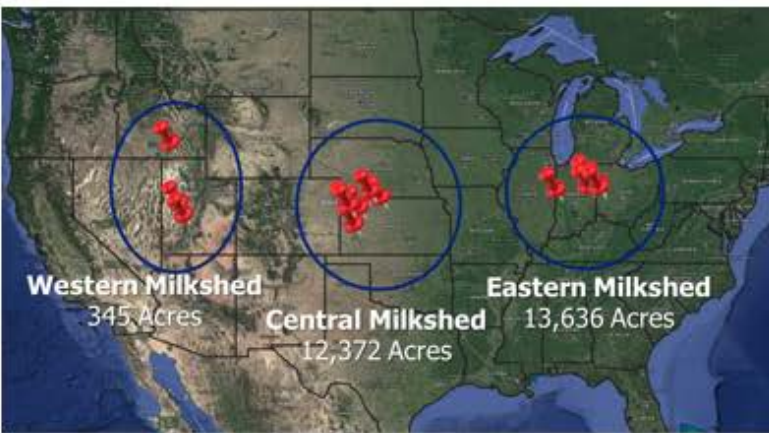 Western Milkshed
345 Acres
Central Milkshed
12,372 Acres
Eastern Milkshed
13,636 Acres